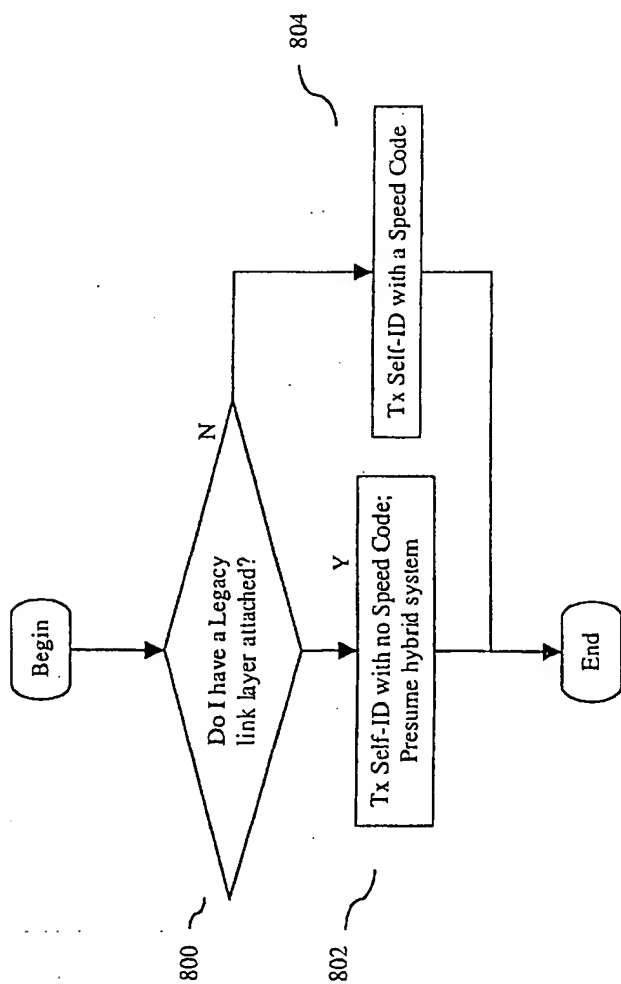 Begin
800
Do I have a Legacy
link layer attached?
N
804
802
Y
Tx Self-ID with no Speed Code;
Presume hybrid system
Tx Self-ID with a Speed Code
End